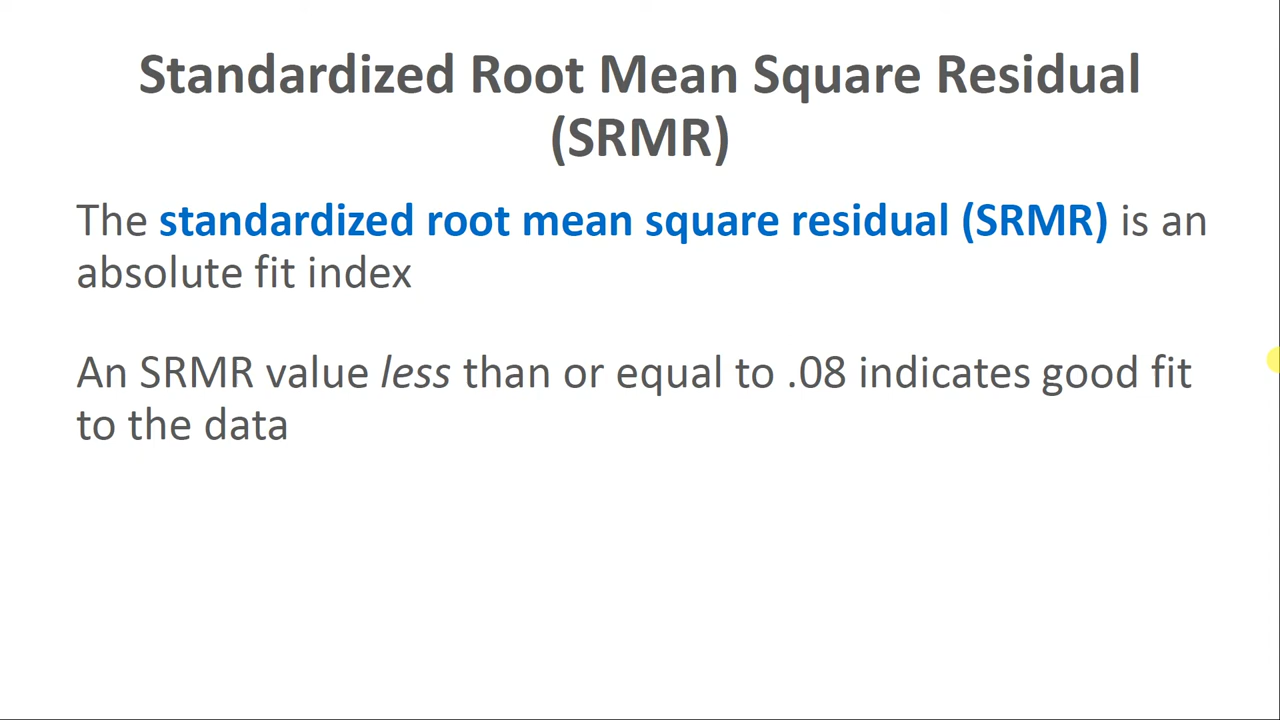 Standardized Root Mean Square Residual
(SRMR)
The standardized root mean square residual (SRMR) is an
absolute fit index
An SRMR value less than or equal to .08 indicates good fit
to the data